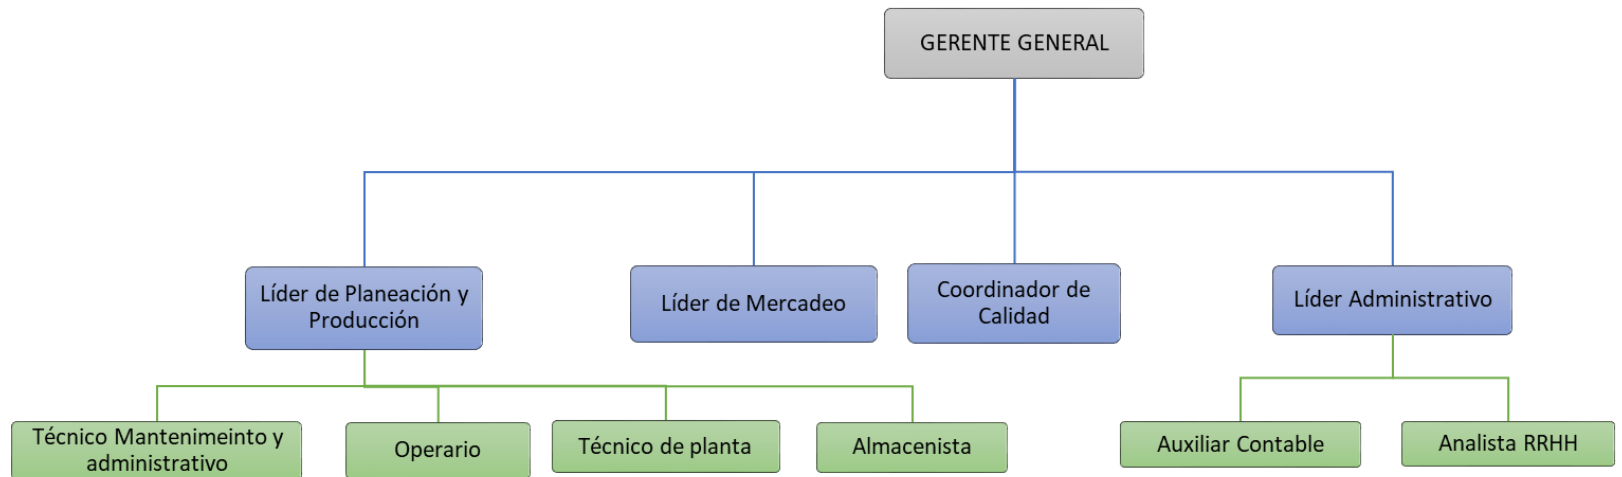 GERENTE GENERAL
Líder de Planeación y
Producción
Líder de Mercadeo
Coordinador de
Calidad
Líder Administrativo
Técnico Mantenimeinto y
administrativo
Operario
Técnico de planta
Almacenista
Auxiliar Contable
Analista RRHH